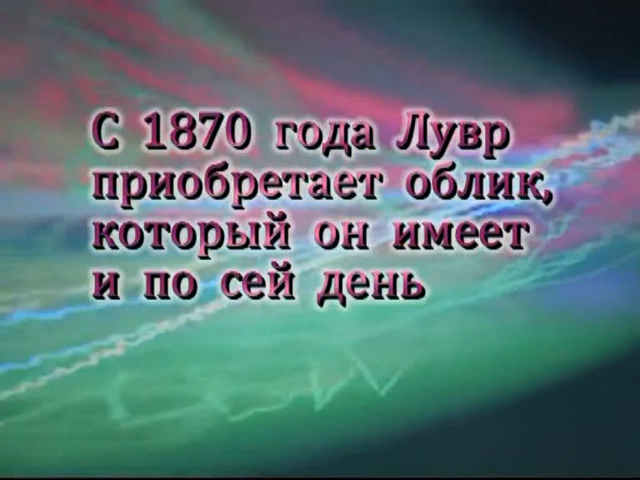 С 1870 года Лувр
приобретает облик,
который он имеет
и по сей день